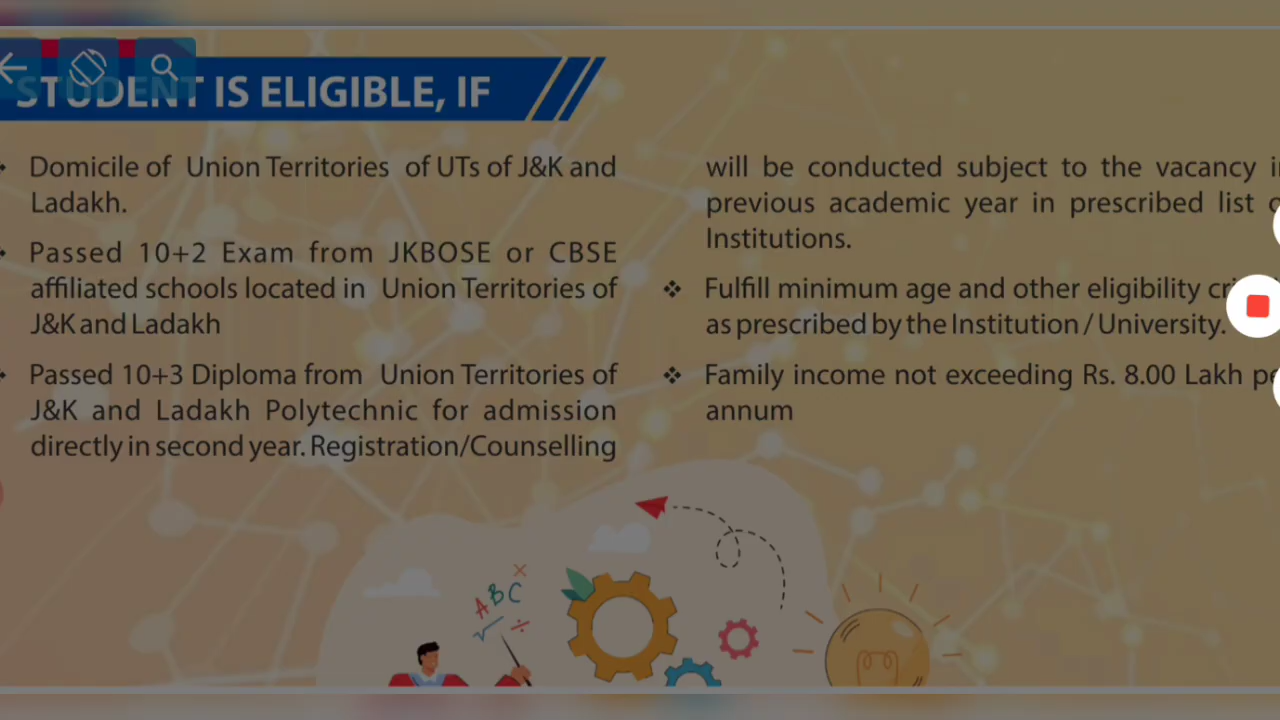 STUDENT IS ELIGIBLE, IF
Domicile of Union Territories of UTs of J&K and
Ladakh.
Passed 10+2 Exam from JKBOSE or CBSE
affiliated schools located in Union Territories of
J&K and Ladakh
Passed 10+3 Diploma from Union Territories of
J&K and Ladakh Polytechnic for admission
directly in second year. Registration/Counselling
will be conducted subject to the vacancy
previous academic year in prescribed list
Institutions.
❖ Fulfill minimum age and other eligibility
as prescribed by the Institution / University.
❖ Family income not exceeding Rs. 8.00 Lakh
annum
ABC